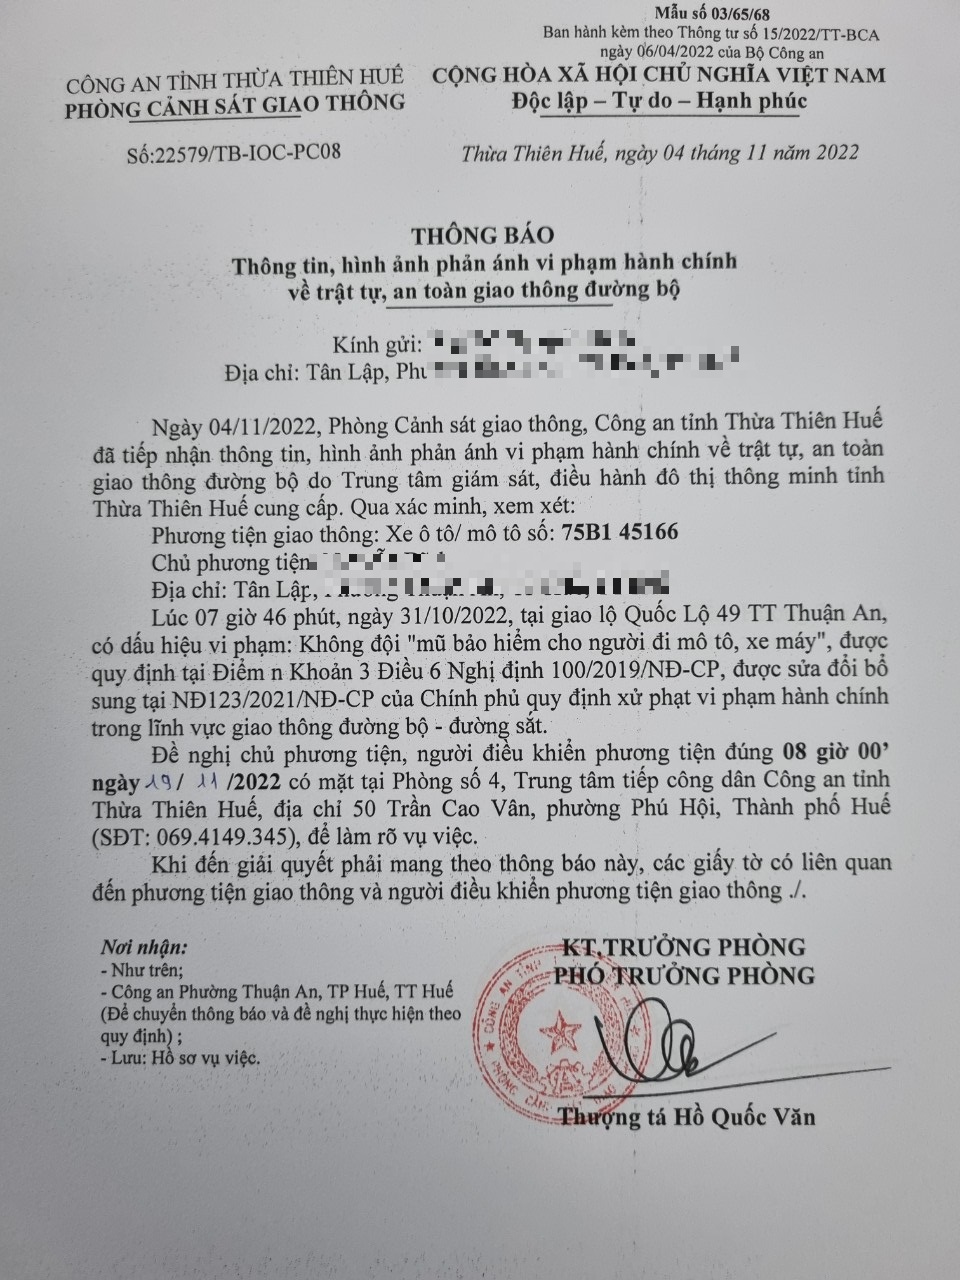 Mẫu số 03/65/68
Ban hành kèm theo Thông tư số 15/2022/TT-BCA
ngày 06/04/2022 của Bộ Công an
CÔNG AN TỈNH THỪA THIÊN HUẾ
PHÒNG CẢNH SÁT GIAO THÔNG
CỘNG HÒA XÃ HỘI CHỦ NGHĨA VIỆT NAM
Độc lập – Tự do – Hạnh phúc
Số:22579/TB-IOC-PC08
Thừa Thiên Huế, ngày 04 tháng 11 năm 2022
THÔNG BÁO
Thông tin, hình ảnh phản ánh vi phạm hành chính
về trật tự, an toàn giao thông đường bộ
Kính gửi:
Địa chỉ: Tân Lập,
Ngày 04/11/2022, Phòng Cảnh sát giao thông, Công an tỉnh Thừa Thiên Huế
đã tiếp nhận thông tin, hình ảnh phản ánh vi phạm hành chính về trật tự, an toàn
giao thông đường bộ do Trung tâm giám sát, điều hành đô thị thông minh tỉnh
Thừa Thiên Huế cung cấp. Qua xác minh, xem xét:
Phương tiện giao thông: Xe ô tô/ mô tô số: 75B1 45166
Chủ phương tiện
Địa chỉ: Tân Lập,
Lúc 07 giờ 46 phút, ngày 31/10/2022, tại giao lộ Quốc Lộ 49 TT Thuận An,
có dấu hiệu vi phạm: Không đội "mũ bảo hiểm cho người đi mô tô, xe máy", được
quy định tại Điểm n Khoản 3 Điều 6 Nghị định 100/2019/NĐ-CP, được sửa đổi bổ
sung tại NĐ123/2021/NĐ-CP của Chính phủ quy định xử phạt vi phạm hành chính
trong lĩnh vực giao thông đường bộ - đường sắt.
Đề nghị chủ phương tiện, người điều khiển phương tiện đúng 08 giờ 00’
ngày 19/ 11 /2022 có mặt tại Phòng số 4, Trung tâm tiếp công dân Công an tỉnh
Thừa Thiên Huế, địa chỉ 50 Trần Cao Vân, phường Phú Hội, Thành phố Huế
(SĐT: 069.4149.345), để làm rõ vụ việc.
Khi đến giải quyết phải mang theo thông báo này, các giấy tờ có liên quan
đến phương tiện giao thông và người điều khiển phương tiện giao thông ./.
Nơi nhận:
- Như trên;
- Công an Phường Thuận An, TP Huế, TT Huế
(Để chuyển thông báo và đề nghị thực hiện theo
quy định) ;
- Lưu: Hồ sơ vụ việc.
KT.TRƯỞNG PHÒNG
PHÓ TRƯỞNG PHÒNG
CÔNG AN TỈNH
PHÒNG CẢNH
Thượng tá Hồ Quốc Văn